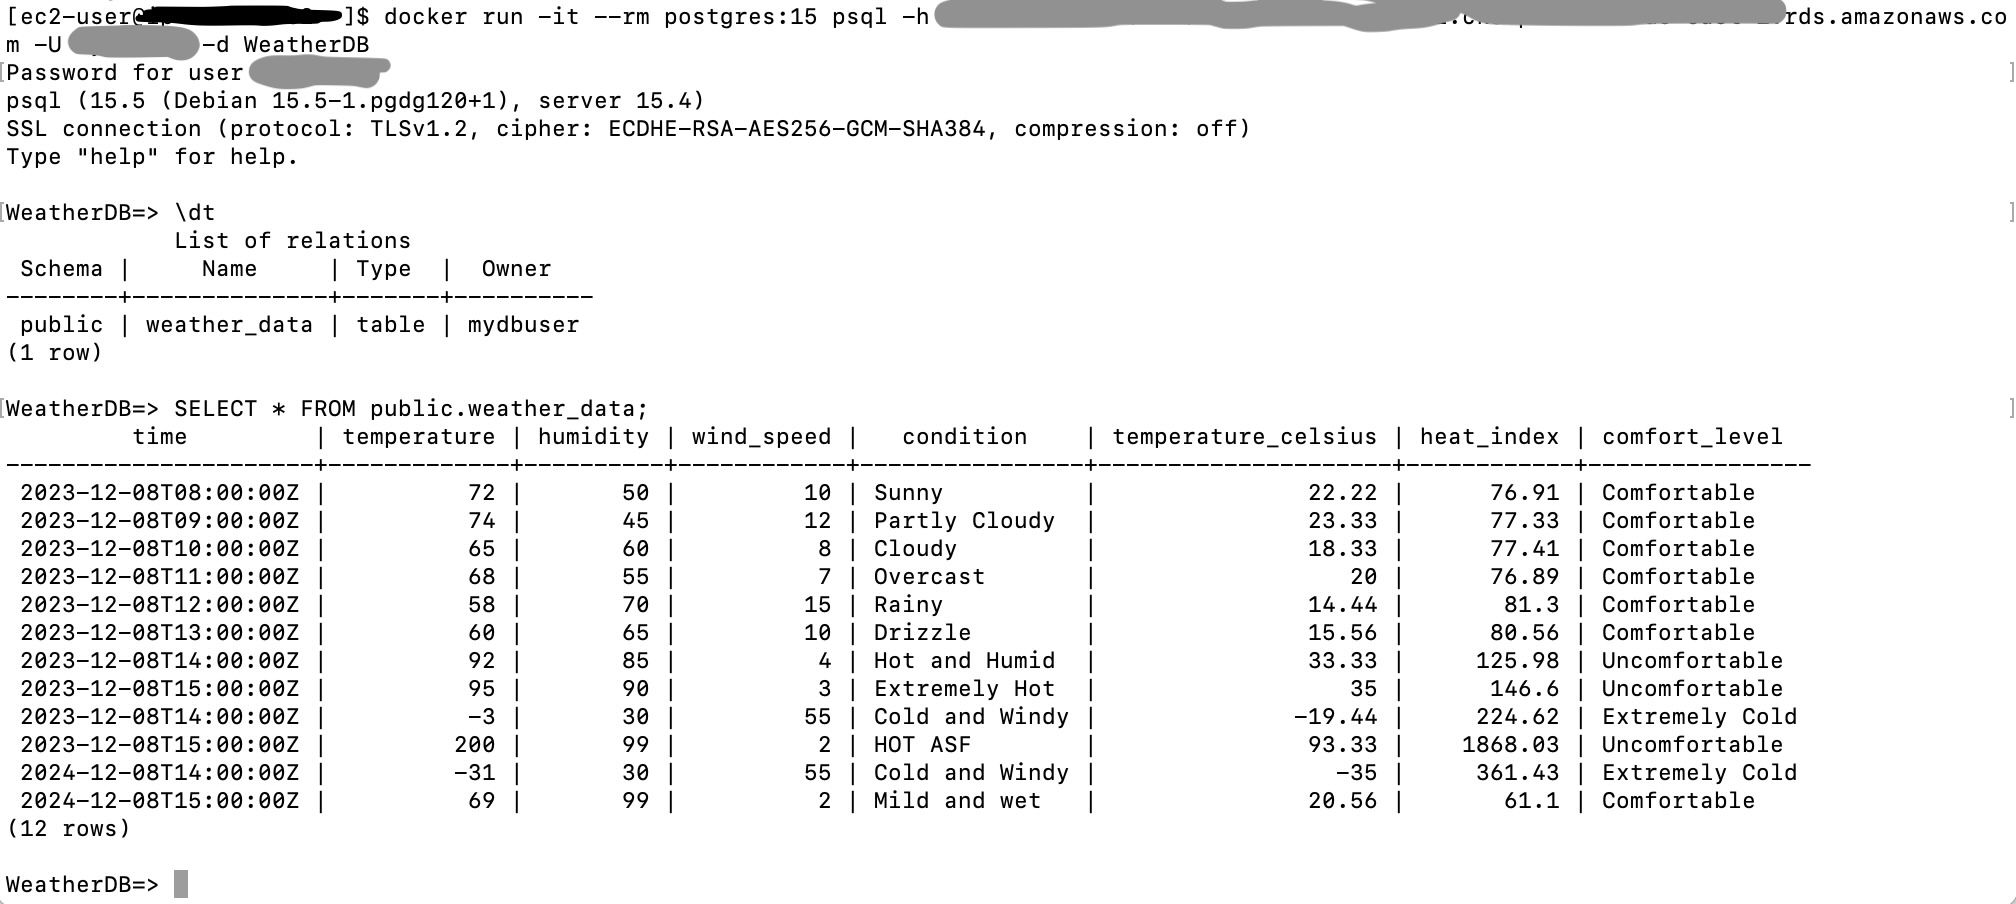 [ec2-user@ ]$ docker run -it --rm postgres:15 psql -h rds.amazonaws.co
m -U -d WeatherDB
Password for user
psql (15.5 (Debian 15.5-1.pgdg120+1), server 15.4)
SSL connection (protocol: TLSv1.2, cipher: ECDHE-RSA-AES256-GCM-SHA384, compression: off)
Type "help" for help.

WeatherDB=> \dt
            List of relations
 Schema |     Name     | Type  |  Owner
--------+--------------+-------+----------
 public | weather_data | table | mydbuser
(1 row)

WeatherDB=> SELECT * FROM public.weather_data;
         time         | temperature | humidity | wind_speed |   condition    | temperature_celsius | heat_index | comfort_level
----------------------+-------------+----------+------------+----------------+---------------------+------------+----------------
 2023-12-08T08:00:00Z |          72 |       50 |         10 | Sunny          |               22.22 |      76.91 | Comfortable
 2023-12-08T09:00:00Z |          74 |       45 |         12 | Partly Cloudy  |               23.33 |      77.33 | Comfortable
 2023-12-08T10:00:00Z |          65 |       60 |          8 | Cloudy         |               18.33 |      77.41 | Comfortable
 2023-12-08T11:00:00Z |          68 |       55 |          7 | Overcast       |                  20 |      76.89 | Comfortable
 2023-12-08T12:00:00Z |          58 |       70 |         15 | Rainy          |               14.44 |       81.3 | Comfortable
 2023-12-08T13:00:00Z |          60 |       65 |         10 | Drizzle        |               15.56 |      80.56 | Comfortable
 2023-12-08T14:00:00Z |          92 |       85 |          4 | Hot and Humid  |               33.33 |     125.98 | Uncomfortable
 2023-12-08T15:00:00Z |          95 |       90 |          3 | Extremely Hot  |                  35 |      146.6 | Uncomfortable
 2023-12-08T14:00:00Z |          -3 |       30 |         55 | Cold and Windy |              -19.44 |     224.62 | Extremely Cold
 2023-12-08T15:00:00Z |         200 |       99 |          2 | HOT ASF        |               93.33 |    1868.03 | Uncomfortable
 2024-12-08T14:00:00Z |         -31 |       30 |         55 | Cold and Windy |                 -35 |     361.43 | Extremely Cold
 2024-12-08T15:00:00Z |          69 |       99 |          2 | Mild and wet   |               20.56 |       61.1 | Comfortable
(12 rows)

WeatherDB=>